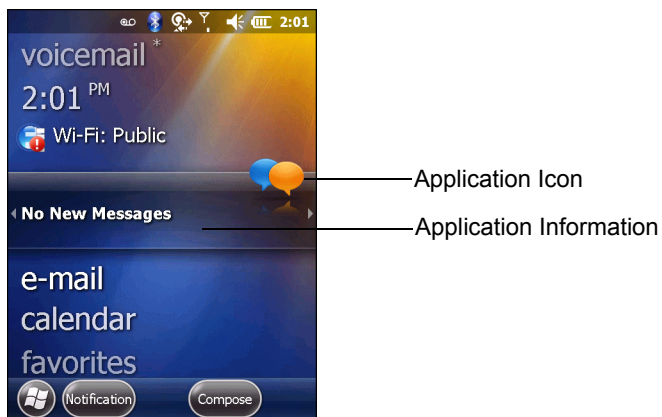 2:01
voicemail *
2:01 PM
Wi-Fi: Public
Application Icon
No New Messages
Application Information
e-mail
calendar
favorites
Notification
Compose